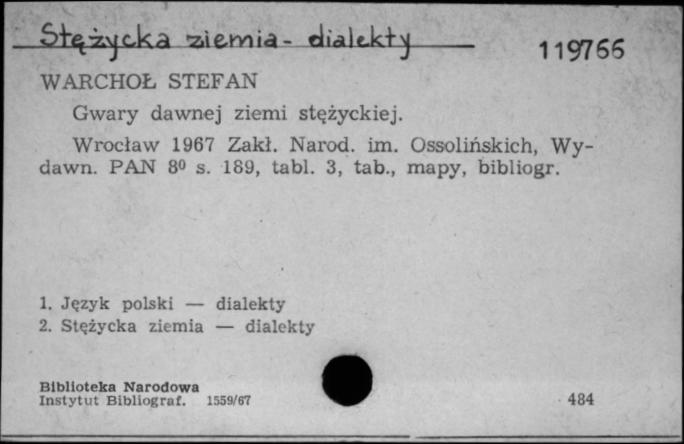 Stężycka ziemia - dialekty
119766
WARCHOŁ STEFAN
Gwary dawnej ziemi stężyckiej.
Wrocław 1967 Zakł. Narod. im. Ossolińskich, Wy-
dawn. PAN 8⁰ s. 189, tabl. 3, tab., mapy, bibliogr.
1. Język polski — dialekty
2. Stężycka ziemia — dialekty
Biblioteka Narodowa
Instytut Bibliograf. 1559/67
484